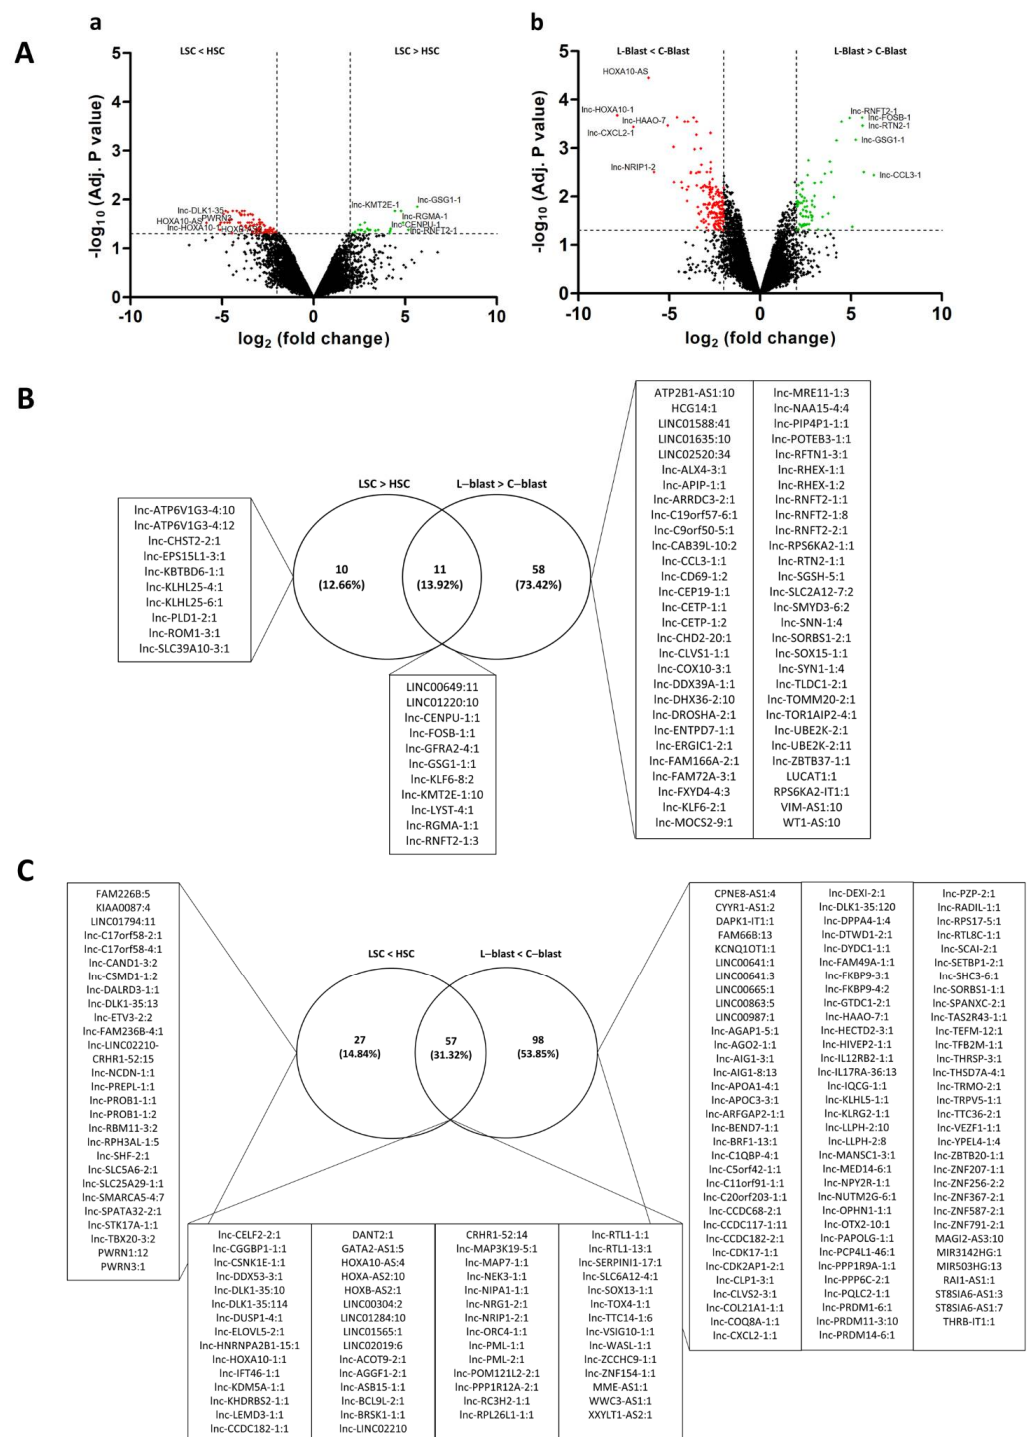 A
a
LSC < HSC
LSC > HSC
-log10 (Adj. P value)
5
4
3
2
1
0
lnc-DLK1-35
PWRN3
HOXA10-AS
lnc-HOXA10-1
lnc-KMT2E-1
lnc-GSG1-1
lnc-RGMA-1
lnc-CENPU-1
lnc-RNFT2-1
-10
-5
0
5
10
log2 (fold change)
b
L-Blast < C-Blast
L-Blast > C-Blast
-log10 (Adj. P value)
5
4
3
2
1
0
HOXA10-AS
lnc-HOXA10-1
lnc-HAAO-7
lnc-CXCL2-1
lnc-NRIP1-2
lnc-RNFT2-1
lnc-FOSB-1
lnc-RTN2-1
lnc-GSG1-1
lnc-CCL3-1
-10
-5
0
5
10
log2 (fold change)
B
LSC > HSC
L−blast > C−blast
10
(12.66%)
11
(13.92%)
58
(73.42%)
lnc-ATP6V1G3-4:10
lnc-ATP6V1G3-4:12
lnc-CHST2-2:1
lnc-EPS15L1-3:1
lnc-KBTBD6-1:1
lnc-KLHL25-4:1
lnc-KLHL25-6:1
lnc-PLD1-2:1
lnc-ROM1-3:1
lnc-SLC39A10-3:1
LINC00649:11
LINC01220:10
lnc-CENPU-1:1
lnc-FOSB-1:1
lnc-GFRA2-4:1
lnc-GSG1-1:1
lnc-KLF6-8:2
lnc-KMT2E-1:10
lnc-LYST-4:1
lnc-RGMA-1:1
lnc-RNFT2-1:3
ATP2B1-AS1:10
HCG14:1
LINC01588:41
LINC01635:10
LINC02520:34
lnc-ALX4-3:1
lnc-APIP-1:1
lnc-ARRDC3-2:1
lnc-C19orf57-6:1
lnc-C9orf50-5:1
lnc-CAB39L-10:2
lnc-CCL3-1:1
lnc-CD69-1:2
lnc-CEP19-1:1
lnc-CETP-1:1
lnc-CETP-1:2
lnc-CHD2-20:1
lnc-CLVS1-1:1
lnc-COX10-3:1
lnc-DDX39A-1:1
lnc-DHX36-2:10
lnc-DROSHA-2:1
lnc-ENTPD7-1:1
lnc-ERGIC1-2:1
lnc-FAM166A-2:1
lnc-FAM72A-3:1
lnc-FXYD4-4:3
lnc-KLF6-2:1
lnc-MOCS2-9:1
lnc-MRE11-1:3
lnc-NAA15-4:4
lnc-PIP4P1-1:1
lnc-POTEB3-1:1
lnc-RFTN1-3:1
lnc-RHEX-1:1
lnc-RHEX-1:2
lnc-RNFT2-1:1
lnc-RNFT2-1:8
lnc-RNFT2-2:1
lnc-RPS6KA2-1:1
lnc-RTN2-1:1
lnc-SGSH-5:1
lnc-SLC2A12-7:2
lnc-SMYD3-6:2
lnc-SNN-1:4
lnc-SORBS1-2:1
lnc-SOX15-1:1
lnc-SYN1-1:4
lnc-TLDC1-2:1
lnc-TOMM20-2:1
lnc-TOR1AIP2-4:1
lnc-UBE2K-2:1
lnc-UBE2K-2:11
lnc-ZBTB37-1:1
LUCAT1:1
RPS6KA2-IT1:1
VIM-AS1:10
WT1-AS:10
C
LSC < HSC
L−blast < C−blast
27
(14.84%)
57
(31.32%)
98
(53.85%)
FAM226B:5
KIAA0087:4
LINC01794:11
lnc-C17orf58-2:1
lnc-C17orf58-4:1
lnc-CAND1-3:2
lnc-CSMD1-1:2
lnc-DALRD3-1:1
lnc-DLK1-35:13
lnc-ETV3-2:2
lnc-FAM236B-4:1
lnc-LINC02210-
CRHR1-52:15
lnc-NCDN-1:1
lnc-PREPL-1:1
lnc-PROB1-1:1
lnc-PROB1-1:2
lnc-RBM11-3:2
lnc-RPH3AL-1:5
lnc-SHF-2:1
lnc-SLC5A6-2:1
lnc-SLC25A29-1:1
lnc-SMARCA5-4:7
lnc-SPATA32-2:1
lnc-STK17A-1:1
lnc-TBX20-3:2
PWRN1:12
PWRN3:1
lnc-CELF2-2:1
lnc-CGGBP1-1:1
lnc-CSNK1E-1:1
lnc-DDX53-3:1
lnc-DLK1-35:10
lnc-DLK1-35:114
lnc-DUSP1-4:1
lnc-ELOVL5-2:1
lnc-HNRNPA2B1-15:1
lnc-HOXA10-1:1
lnc-IFT46-1:1
lnc-KDM5A-1:1
lnc-KHDRBS2-1:1
lnc-LEMD3-1:1
lnc-CCDC182-1:1
DANT2:1
GATA2-AS1:5
HOXA10-AS:4
HOXA-AS2:10
HOXB-AS2:1
LINC00304:2
LINC01284:10
LINC01565:1
LINC02019:6
lnc-ACOT9-2:1
lnc-AGGF1-2:1
lnc-ASB15-1:1
lnc-BCL9L-2:1
lnc-BRSK1-1:1
lnc-LINC02210
CRHR1-52:14
lnc-MAP3K19-5:1
lnc-MAP7-1:1
lnc-NEK3-1:1
lnc-NIPA1-1:1
lnc-NRG1-2:1
lnc-NRIP1-2:1
lnc-ORC4-1:1
lnc-PML-1:1
lnc-PML-2:1
lnc-POM121L2-2:1
lnc-PPP1R12A-2:1
lnc-RC3H2-1:1
lnc-RPL26L1-1:1
lnc-RTL1-1:1
lnc-RTL1-13:1
lnc-SERPINI1-17:1
lnc-SLC6A12-4:1
lnc-SOX13-1:1
lnc-TOX4-1:1
lnc-TTC14-1:6
lnc-VSIG10-1:1
lnc-WASL-1:1
lnc-ZCCHC9-1:1
lnc-ZNF154-1:1
MME-AS1:1
WWC3-AS1:1
XXYLT1-AS2:1
CPNE8-AS1:4
CYYR1-AS1:2
DAPK1-IT1:1
FAM66B:13
KCNQ1OT1:1
LINC00641:1
LINC00641:3
LINC00665:1
LINC00863:5
LINC00987:1
lnc-AGAP1-5:1
lnc-AGO2-1:1
lnc-AIG1-3:1
lnc-AIG1-8:13
lnc-APOA1-4:1
lnc-APOC3-3:1
lnc-ARFGAP2-1:1
lnc-BEND7-1:1
lnc-BRF1-13:1
lnc-C1QBP-4:1
lnc-C5orf42-1:1
lnc-C11orf91-1:1
lnc-C20orf203-1:1
lnc-CCDC68-2:1
lnc-CCDC117-1:11
lnc-CCDC182-2:1
lnc-CDK17-1:1
lnc-CDK2AP1-2:1
lnc-CLP1-3:1
lnc-CLVS2-3:1
lnc-COL21A1-1:1
lnc-COQ8A-1:1
lnc-CXCL2-1:1
lnc-DEXI-2:1
lnc-DLK1-35:120
lnc-DPPA4-1:4
lnc-DTWD1-2:1
lnc-DYDC1-1:1
lnc-FAM49A-1:1
lnc-FKBP9-3:1
lnc-FKBP9-4:2
lnc-GTDC1-2:1
lnc-HAAO-7:1
lnc-HECTD2-3:1
lnc-HIVEP2-1:1
lnc-IL12RB2-1:1
lnc-IL17RA-36:13
lnc-IQCG-1:1
lnc-KLHL5-1:1
lnc-KLRG2-1:1
lnc-LLPH-2:10
lnc-LLPH-2:8
lnc-MANSC1-3:1
lnc-MED14-6:1
lnc-NPY2R-1:1
lnc-NUTM2G-6:1
lnc-OPHN1-1:1
lnc-OTX2-10:1
lnc-PAPOLG-1:1
lnc-PCP4L1-46:1
lnc-PPP1R9A-1:1
lnc-PPP6C-2:1
lnc-PQLC2-1:1
lnc-PRDM1-6:1
lnc-PRDM11-3:10
lnc-PRDM14-6:1
lnc-PZP-2:1
lnc-RADIL-1:1
lnc-RPS17-5:1
lnc-RTL8C-1:1
lnc-SCAI-2:1
lnc-SETBP1-2:1
lnc-SHC3-6:1
lnc-SORBS1-1:1
lnc-SPANXC-2:1
lnc-TAS2R43-1:1
lnc-TEFM-12:1
lnc-TFB2M-1:1
lnc-THRSP-3:1
lnc-THSD7A-4:1
lnc-TRMO-2:1
lnc-TRPV5-1:1
lnc-TTC36-2:1
lnc-VEZF1-1:1
lnc-YPEL4-1:4
lnc-ZBTB20-1:1
lnc-ZNF207-1:1
lnc-ZNF256-2:2
lnc-ZNF367-2:1
lnc-ZNF587-2:1
lnc-ZNF791-2:1
MAGI2-AS3:10
MIR3142HG:1
MIR503HG:13
RAI1-AS1:1
ST8SIA6-AS1:3
ST8SIA6-AS1:7
THRB-IT1:1